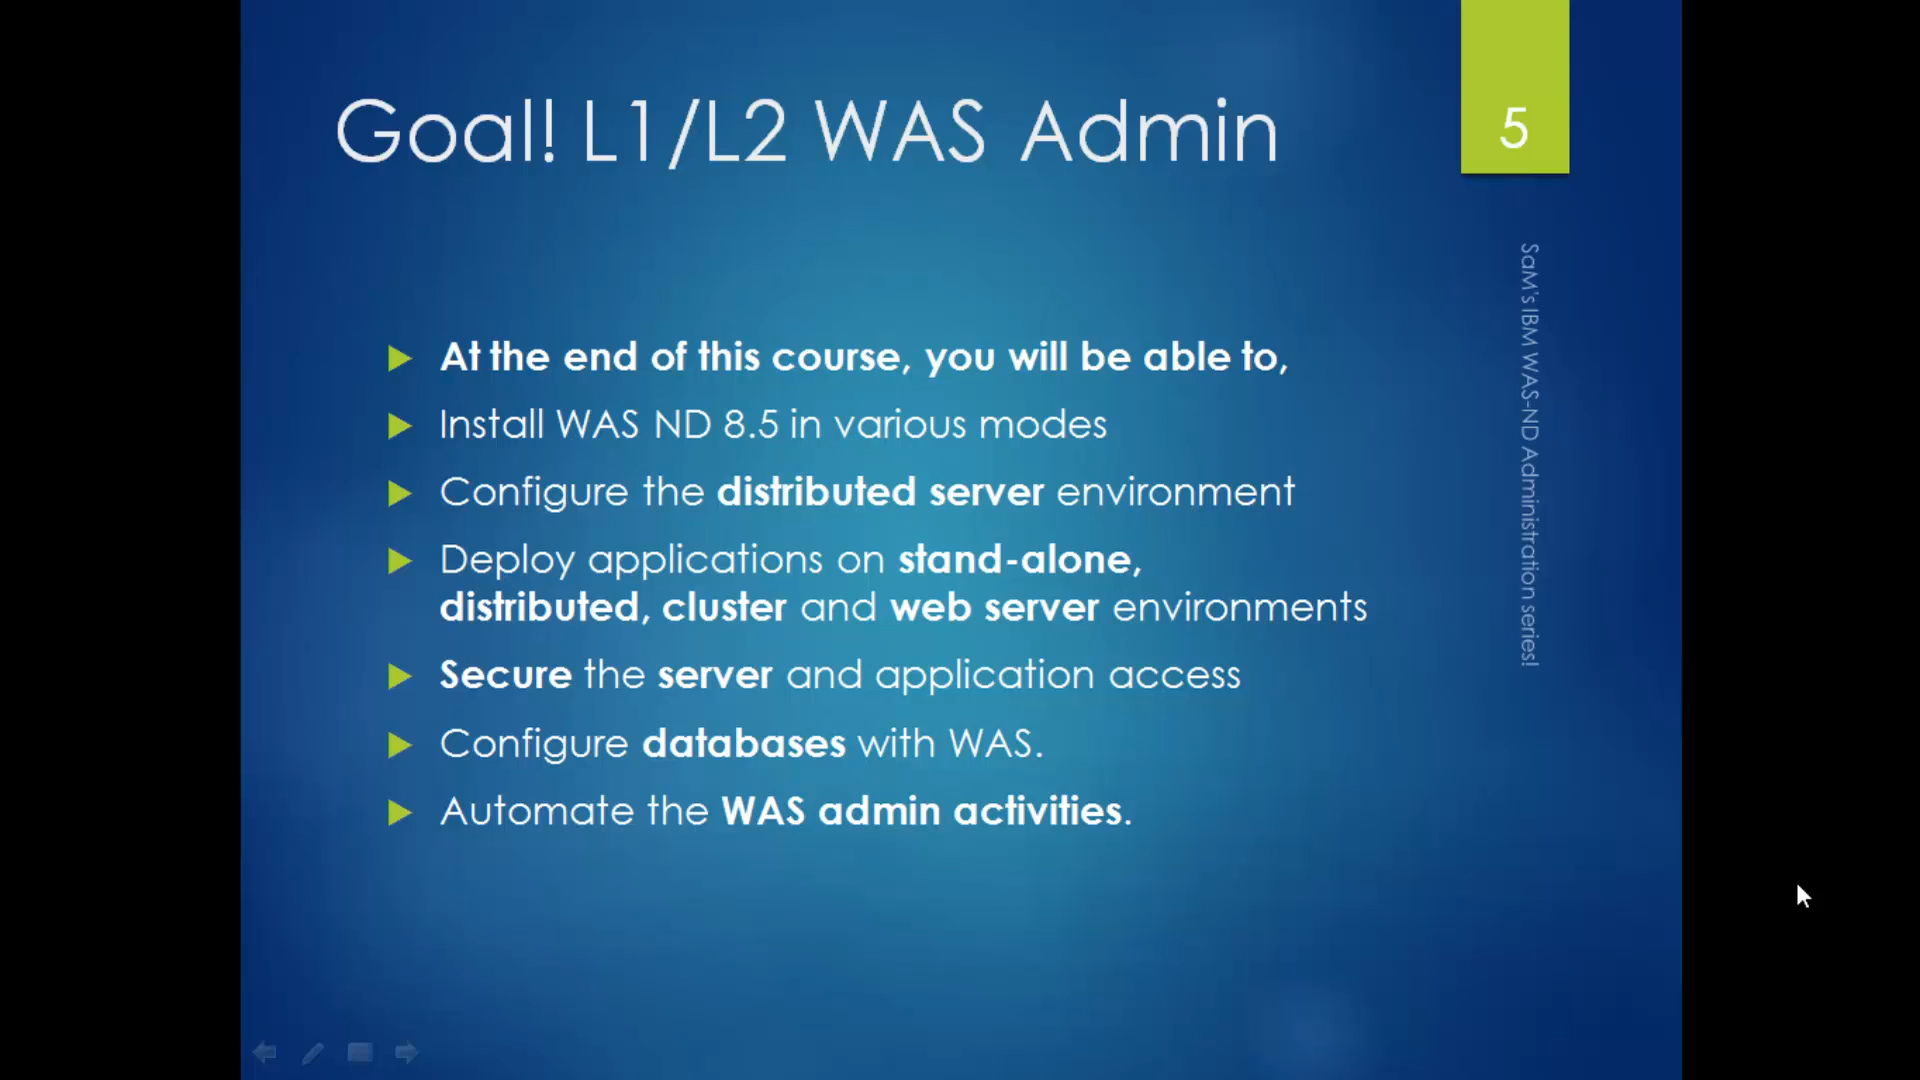 Goal! L1/L2 WAS Admin
5
At the end of this course, you will be able to,
Install WAS ND 8.5 in various modes
Configure the distributed server environment
Deploy applications on stand-alone,
distributed, cluster and web server environments
Secure the server and application access
Configure databases with WAS.
Automate the WAS admin activities.
SaM's IBM WAS-ND Administration series!